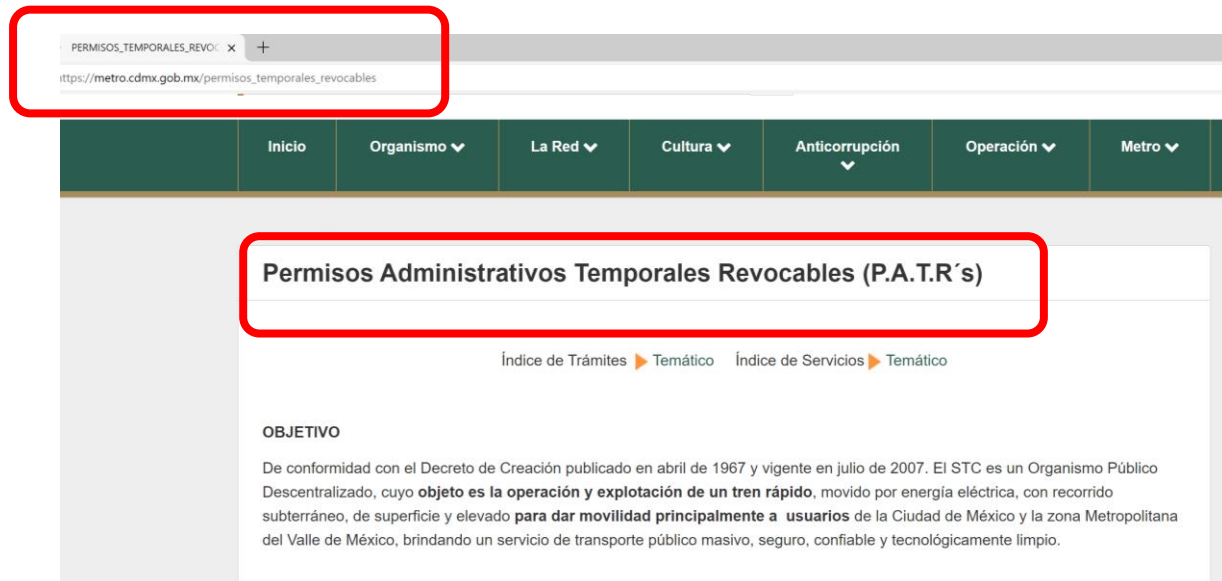 PERMISOS_TEMPORALES_REVOC
ttps://metro.cdmx.gob.mx/permisos_temporales_revocables
Inicio
Organismo
La Red
Cultura
Anticorrupción
Operación
Metro
Permisos Administrativos Temporales Revocables (P.A.T.R´s)
Índice de Trámites Temático Índice de Servicios Temático
OBJETIVO
De conformidad con el Decreto de Creación publicado en abril de 1967 y vigente en julio de 2007. El STC es un Organismo Público
Descentralizado, cuyo objeto es la operación y explotación de un tren rápido, movido por energía eléctrica, con recorrido
subterráneo, de superficie y elevado para dar movilidad principalmente a usuarios de la Ciudad de México y la zona Metropolitana
del Valle de México, brindando un servicio de transporte público masivo, seguro, confiable y tecnológicamente limpio.